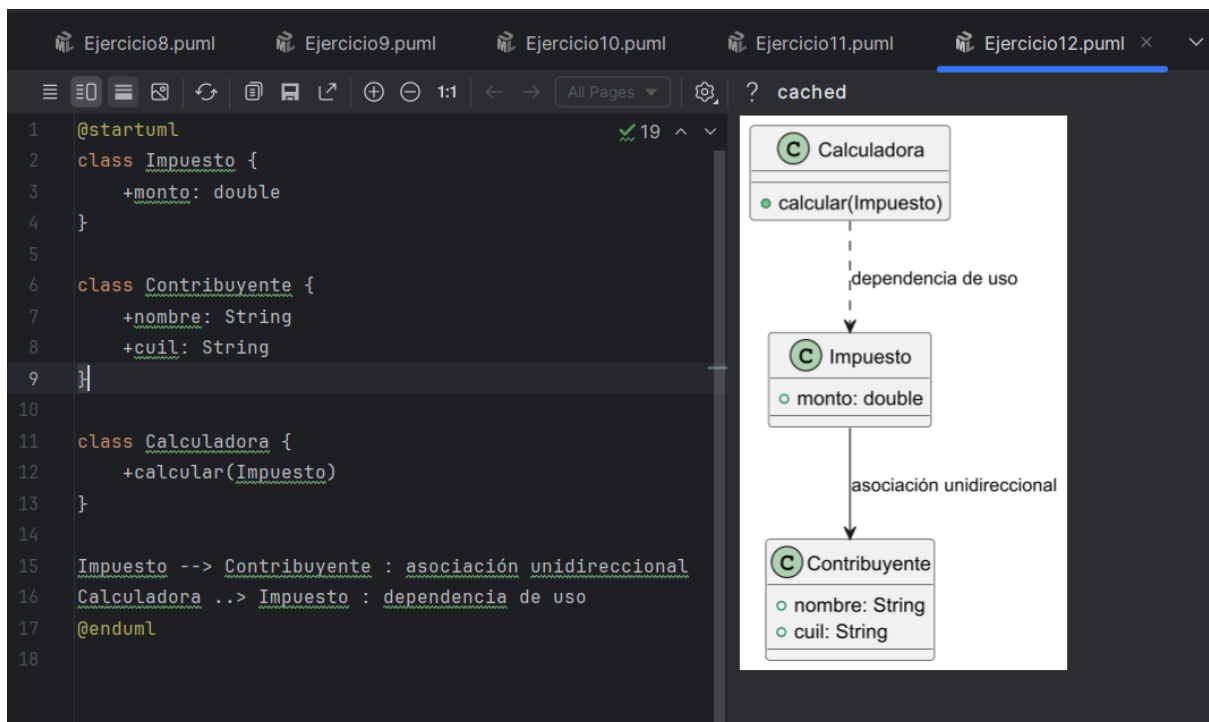 Ejercicio8.puml Ejercicio9.puml Ejercicio10.puml Ejercicio11.puml Ejercicio12.puml
1:1 All Pages ? cached
1 @startuml
19
2 class Impuesto {
3 +monto: double
4 }
5
6 class Contribuyente {
7 +nombre: String
8 +cuil: String
9 }
10
11 class Calculadora {
12 +calcular(Impuesto)
13 }
14
15 Impuesto --> Contribuyente : asociación unidireccional
16 Calculadora ..> Impuesto : dependencia de uso
17 @enduml
18
C Calculadora
calcular(Impuesto)
dependencia de uso
C Impuesto
monto: double
asociación unidireccional
C Contribuyente
nombre: String
cuil: String